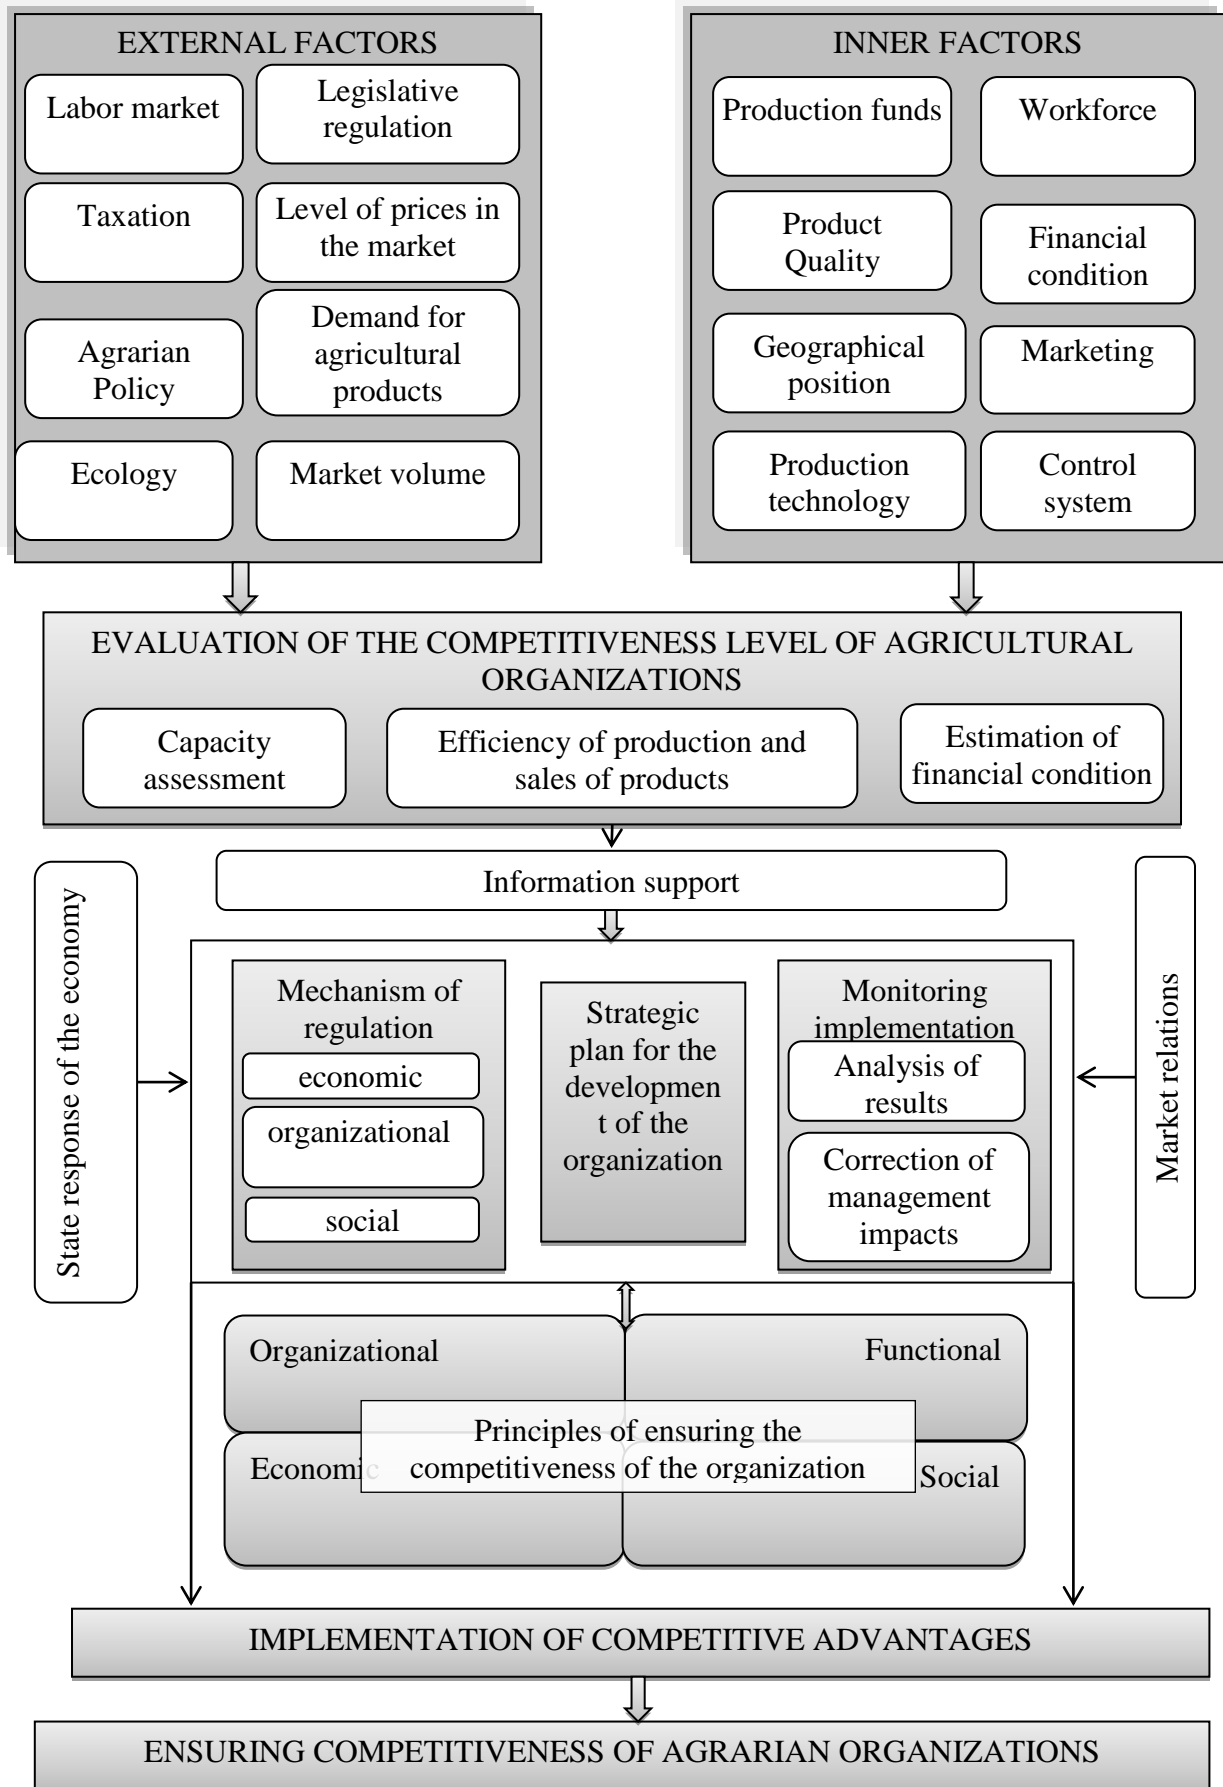 EXTERNAL FACTORS
Labor market
Legislative
regulation
Taxation
Level of prices in
the market
Agrarian
Policy
Demand for
agricultural
products
Ecology
Market volume
INNER FACTORS
Production funds
Workforce
Product
Quality
Financial
condition
Geographical
position
Marketing
Production
technology
Control
system
EVALUATION OF THE COMPETITIVENESS LEVEL OF AGRICULTURAL
ORGANIZATIONS
Capacity
assessment
Efficiency of production and
sales of products
Estimation of
financial condition
Information support
State response of the economy
Mechanism of
regulation
economic
organizational
social
Strategic
plan for the
developmen
t of the
organization
Monitoring
implementation
Analysis of
results
Correction of
management
impacts
Market relations
Organizational
Functional
Principles of ensuring the
competitiveness of the organization
Economic
Social
IMPLEMENTATION OF COMPETITIVE ADVANTAGES
ENSURING COMPETITIVENESS OF AGRARIAN ORGANIZATIONS